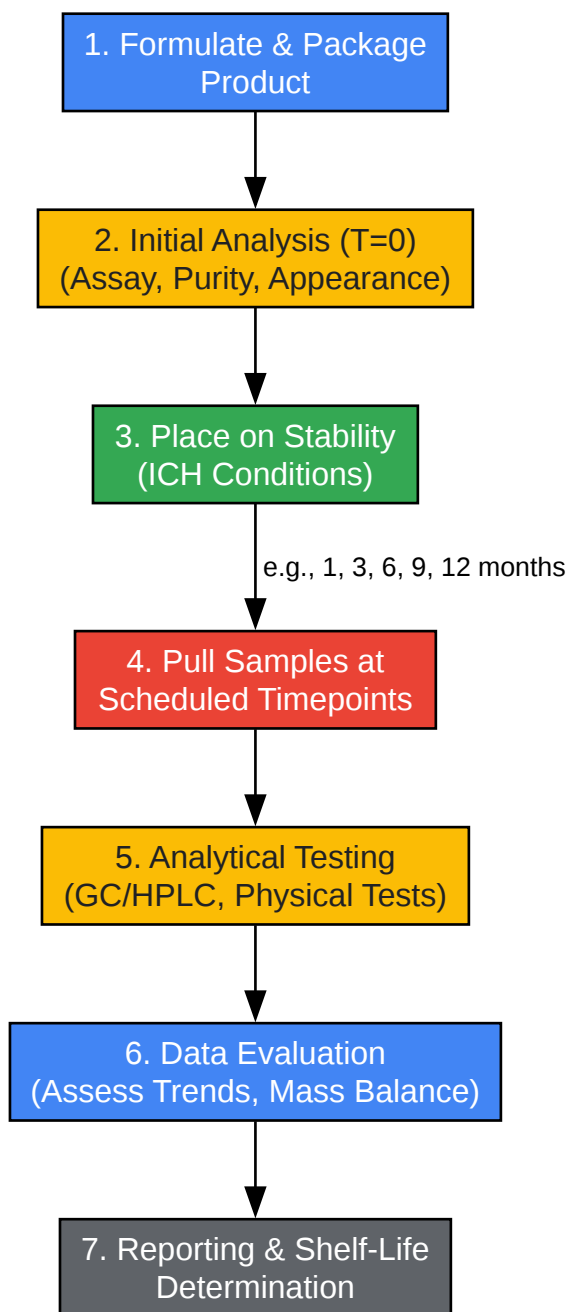 1. Formulate & Package
Product
2. Initial Analysis (T=0)
(Assay, Purity, Appearance)
3. Place on Stability
(ICH Conditions)
e.g., 1, 3, 6, 9, 12 months
4. Pull Samples at
Scheduled Timepoints
5. Analytical Testing
(GC/HPLC, Physical Tests)
6. Data Evaluation
(Assess Trends, Mass Balance)
7. Reporting & Shelf-Life
Determination